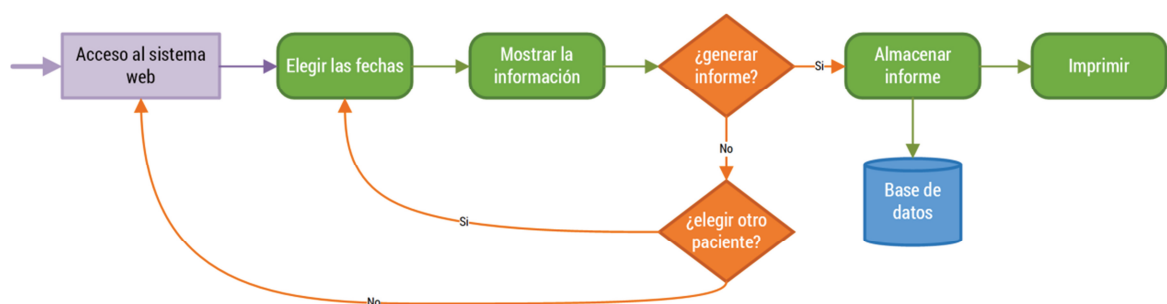 Acceso al sistema
web
Elegir las fechas
Mostrar la
información
¿generar
informe?
Si
Almacenar
informe
Imprimir
No
Base de
datos
¿elegir otro
paciente?
Si
No